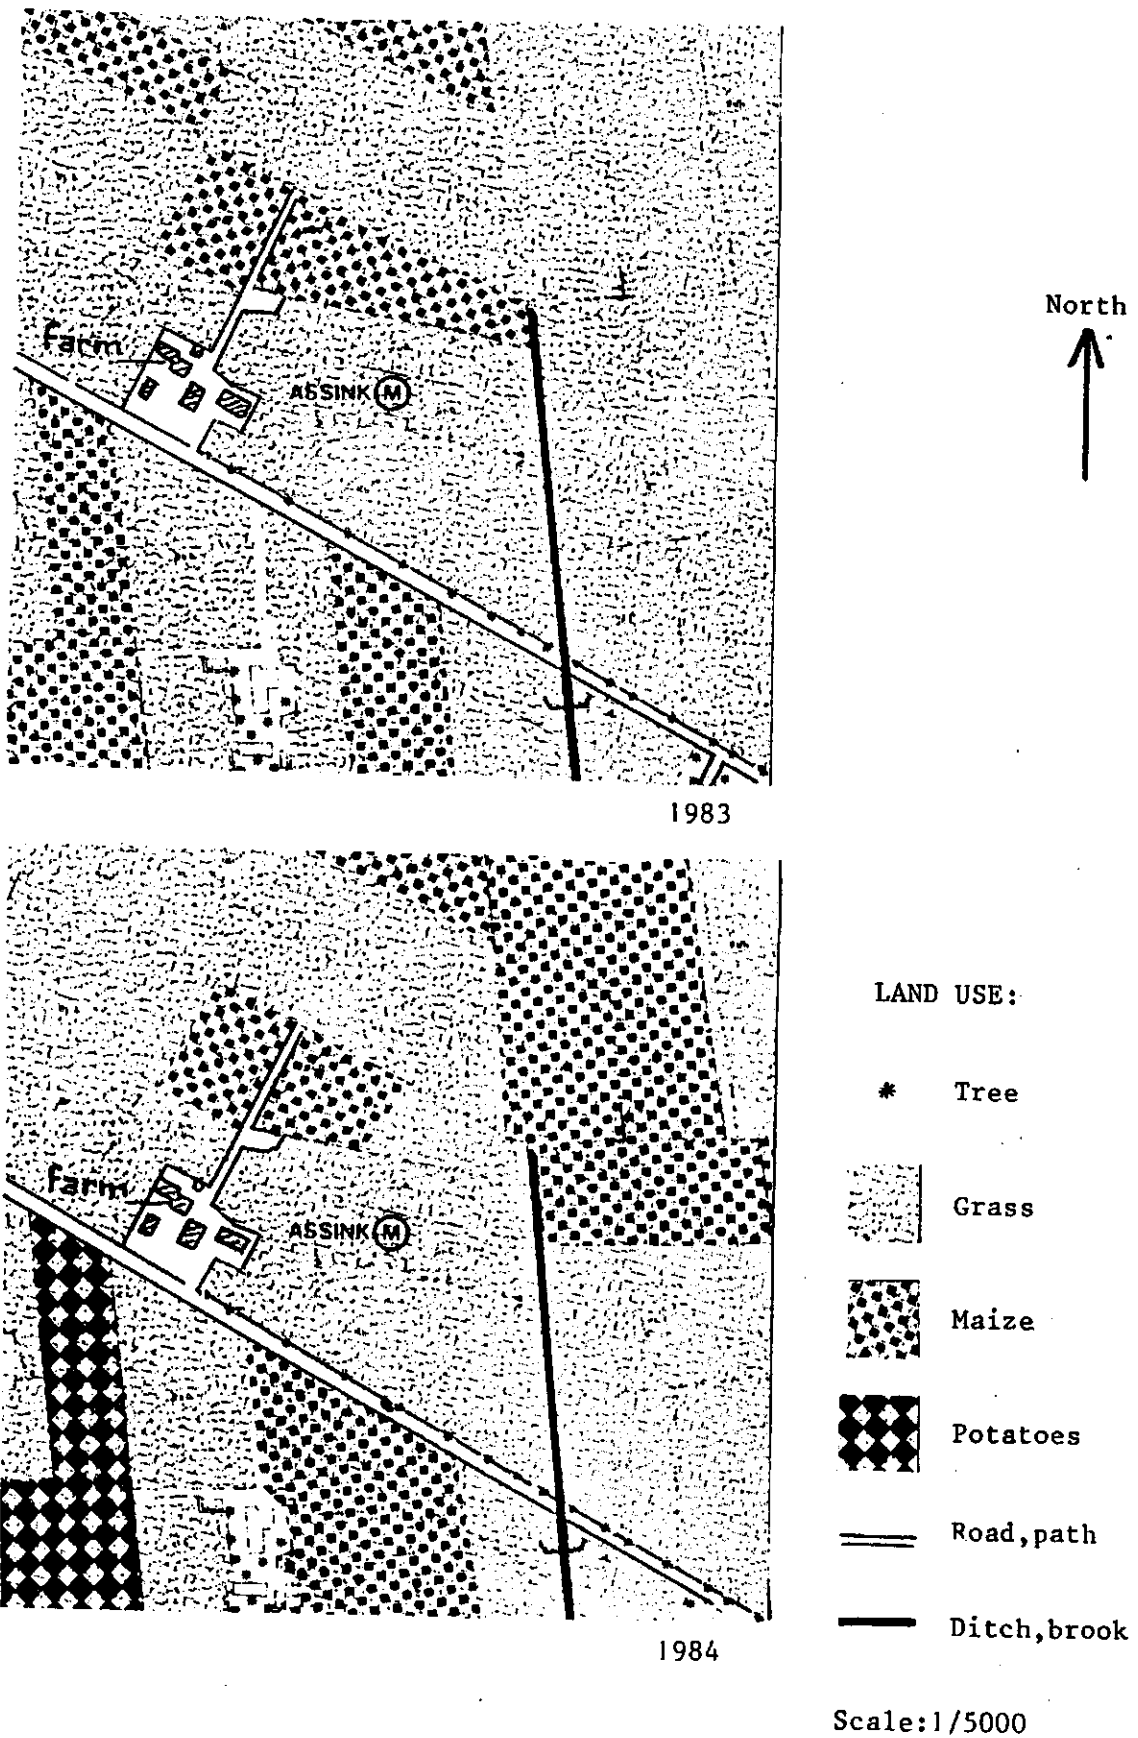 Farm
ASSINK M
North
1983
Farm
ASSINK M
1984
LAND USE:
Tree
Grass
Maize
Potatoes
Road,path
Ditch,brook
Scale:1/5000